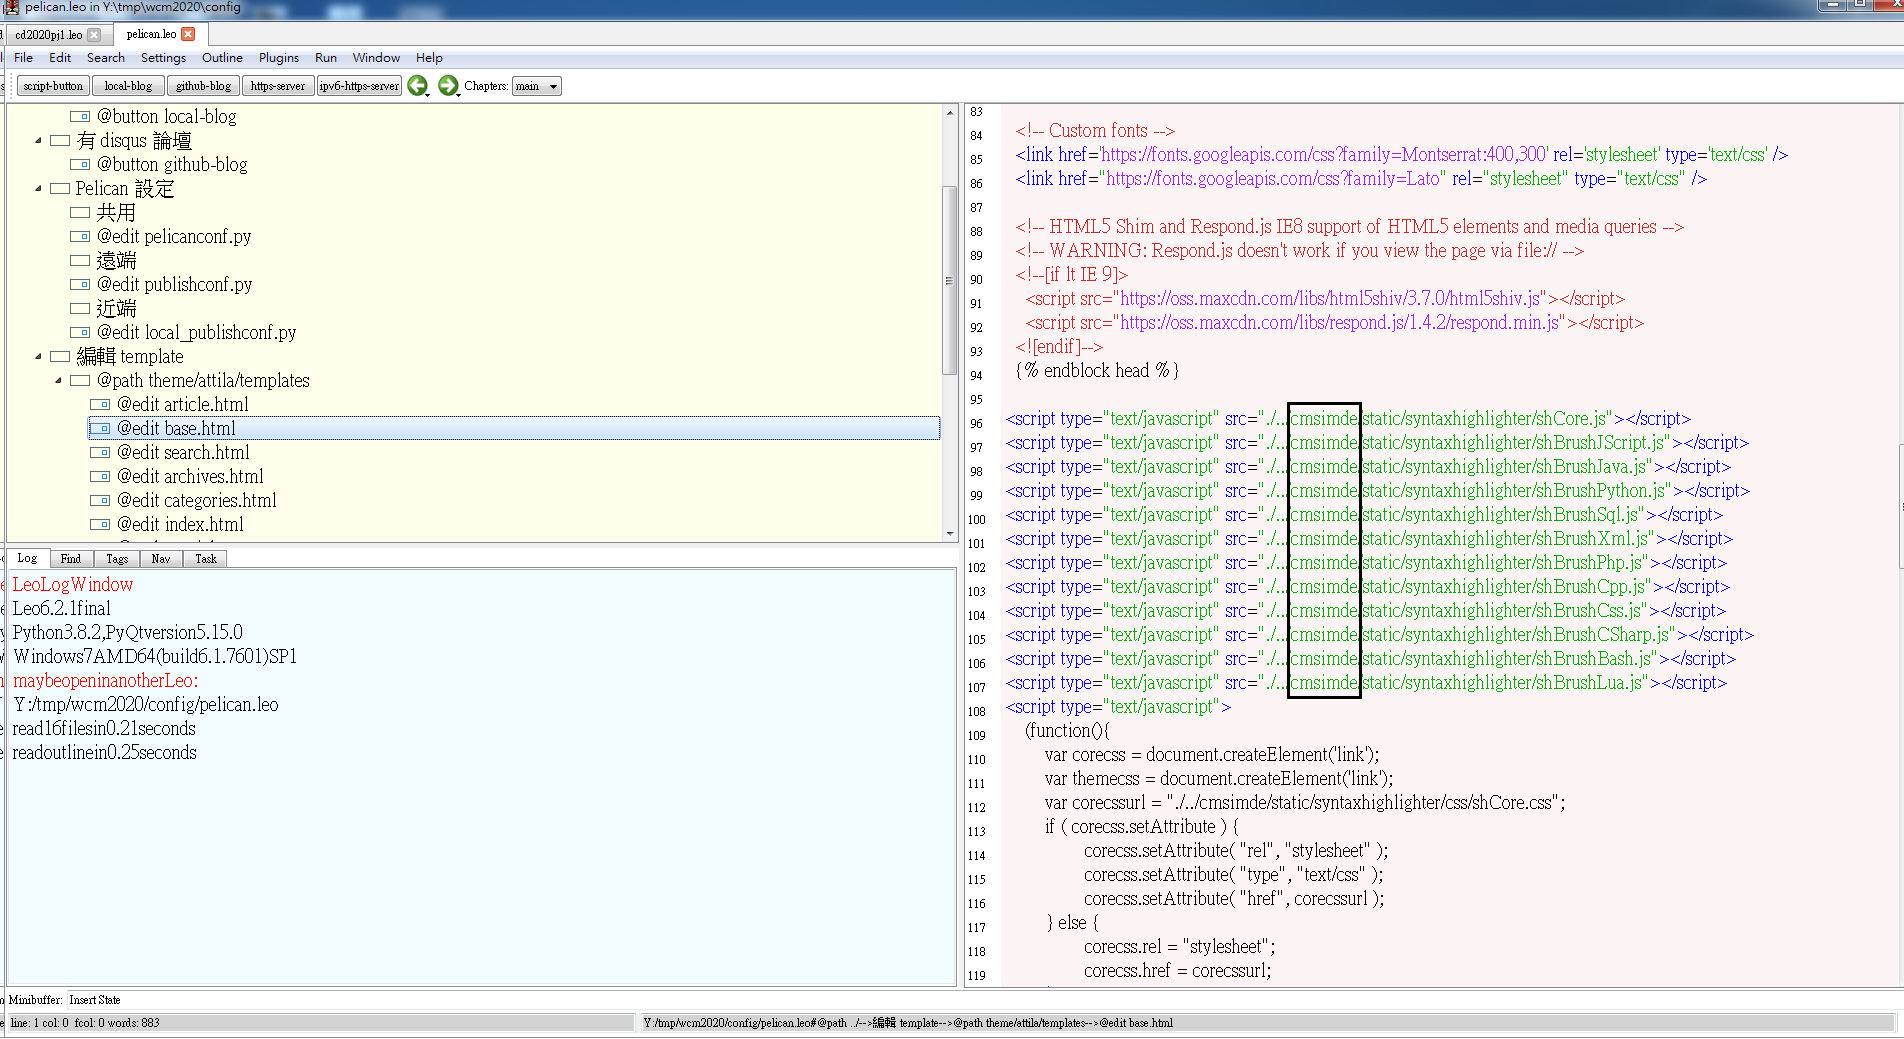 pelican.leo in Y:\tmp\wcm2020\config
cd2020pj1.leo
pelican.leo
File Edit Search Settings Outline Plugins Run Window Help
script-button local-blog github-blog https-server ipv6-https-server Chapters: main
@button local-blog
有 disqus 論壇
@button github-blog
Pelican 設定
共用
@edit pelicanconf.py
遠端
@edit publishconf.py
近端
@edit local_publishconf.py
編輯 template
@path theme/attila/templates
@edit article.html
@edit base.html
@edit search.html
@edit archives.html
@edit categories.html
@edit index.html
Log Find Tags Nav Task
LeoLogWindow
Leo6.2.1final
Python3.8.2,PyQtversion5.15.0
Windows7AMD64(build6.1.7601)SP1
maybeopeninanotherLeo:
Y:/tmp/wcm2020/config/pelican.leo
read16filesin0.21seconds
readoutlinein0.25seconds
83
84 <!-- Custom fonts -->
85 <link href='https://fonts.googleapis.com/css?family=Montserrat:400,300' rel='stylesheet' type='text/css' />
86 <link href="https://fonts.googleapis.com/css?family=Lato" rel="stylesheet" type="text/css" />
87
88 <!-- HTML5 Shim and Respond.js IE8 support of HTML5 elements and media queries -->
89 <!-- WARNING: Respond.js doesn't work if you view the page via file:// -->
90 <!--[if lt IE 9]>
91 <script src="https://oss.maxcdn.com/libs/html5shiv/3.7.0/html5shiv.js"></script>
92 <script src="https://oss.maxcdn.com/libs/respond.js/1.4.2/respond.min.js"></script>
93 <![endif]-->
94 {% endblock head %}
95
96 <script type="text/javascript" src="./../cmsimde/static/syntaxhighlighter/shCore.js"></script>
97 <script type="text/javascript" src="./../cmsimde/static/syntaxhighlighter/shBrushJScript.js"></script>
98 <script type="text/javascript" src="./../cmsimde/static/syntaxhighlighter/shBrushJava.js"></script>
99 <script type="text/javascript" src="./../cmsimde/static/syntaxhighlighter/shBrushPython.js"></script>
100 <script type="text/javascript" src="./../cmsimde/static/syntaxhighlighter/shBrushSql.js"></script>
101 <script type="text/javascript" src="./../cmsimde/static/syntaxhighlighter/shBrushXml.js"></script>
102 <script type="text/javascript" src="./../cmsimde/static/syntaxhighlighter/shBrushPhp.js"></script>
103 <script type="text/javascript" src="./../cmsimde/static/syntaxhighlighter/shBrushCpp.js"></script>
104 <script type="text/javascript" src="./../cmsimde/static/syntaxhighlighter/shBrushCss.js"></script>
105 <script type="text/javascript" src="./../cmsimde/static/syntaxhighlighter/shBrushCSharp.js"></script>
106 <script type="text/javascript" src="./../cmsimde/static/syntaxhighlighter/shBrushBash.js"></script>
107 <script type="text/javascript" src="./../cmsimde/static/syntaxhighlighter/shBrushLua.js"></script>
108 <script type="text/javascript">
109 (function(){
110 var corecss = document.createElement('link');
111 var themecss = document.createElement('link');
112 var corecssurl = "./../cmsimde/static/syntaxhighlighter/css/shCore.css";
113 if ( corecss.setAttribute ) {
114 corecss.setAttribute( "rel", "stylesheet" );
115 corecss.setAttribute( "type", "text/css" );
116 corecss.setAttribute( "href", corecssurl );
117 } else {
118 corecss.rel = "stylesheet";
119 corecss.href = corecssurl;
Minibuffer: Insert State
line: 1 col: 0 fcol: 0 words: 883
Y:/tmp/wcm2020/config/pelican.leo#@path ../-->編輯 template-->@path theme/attila/templates-->@edit base.html